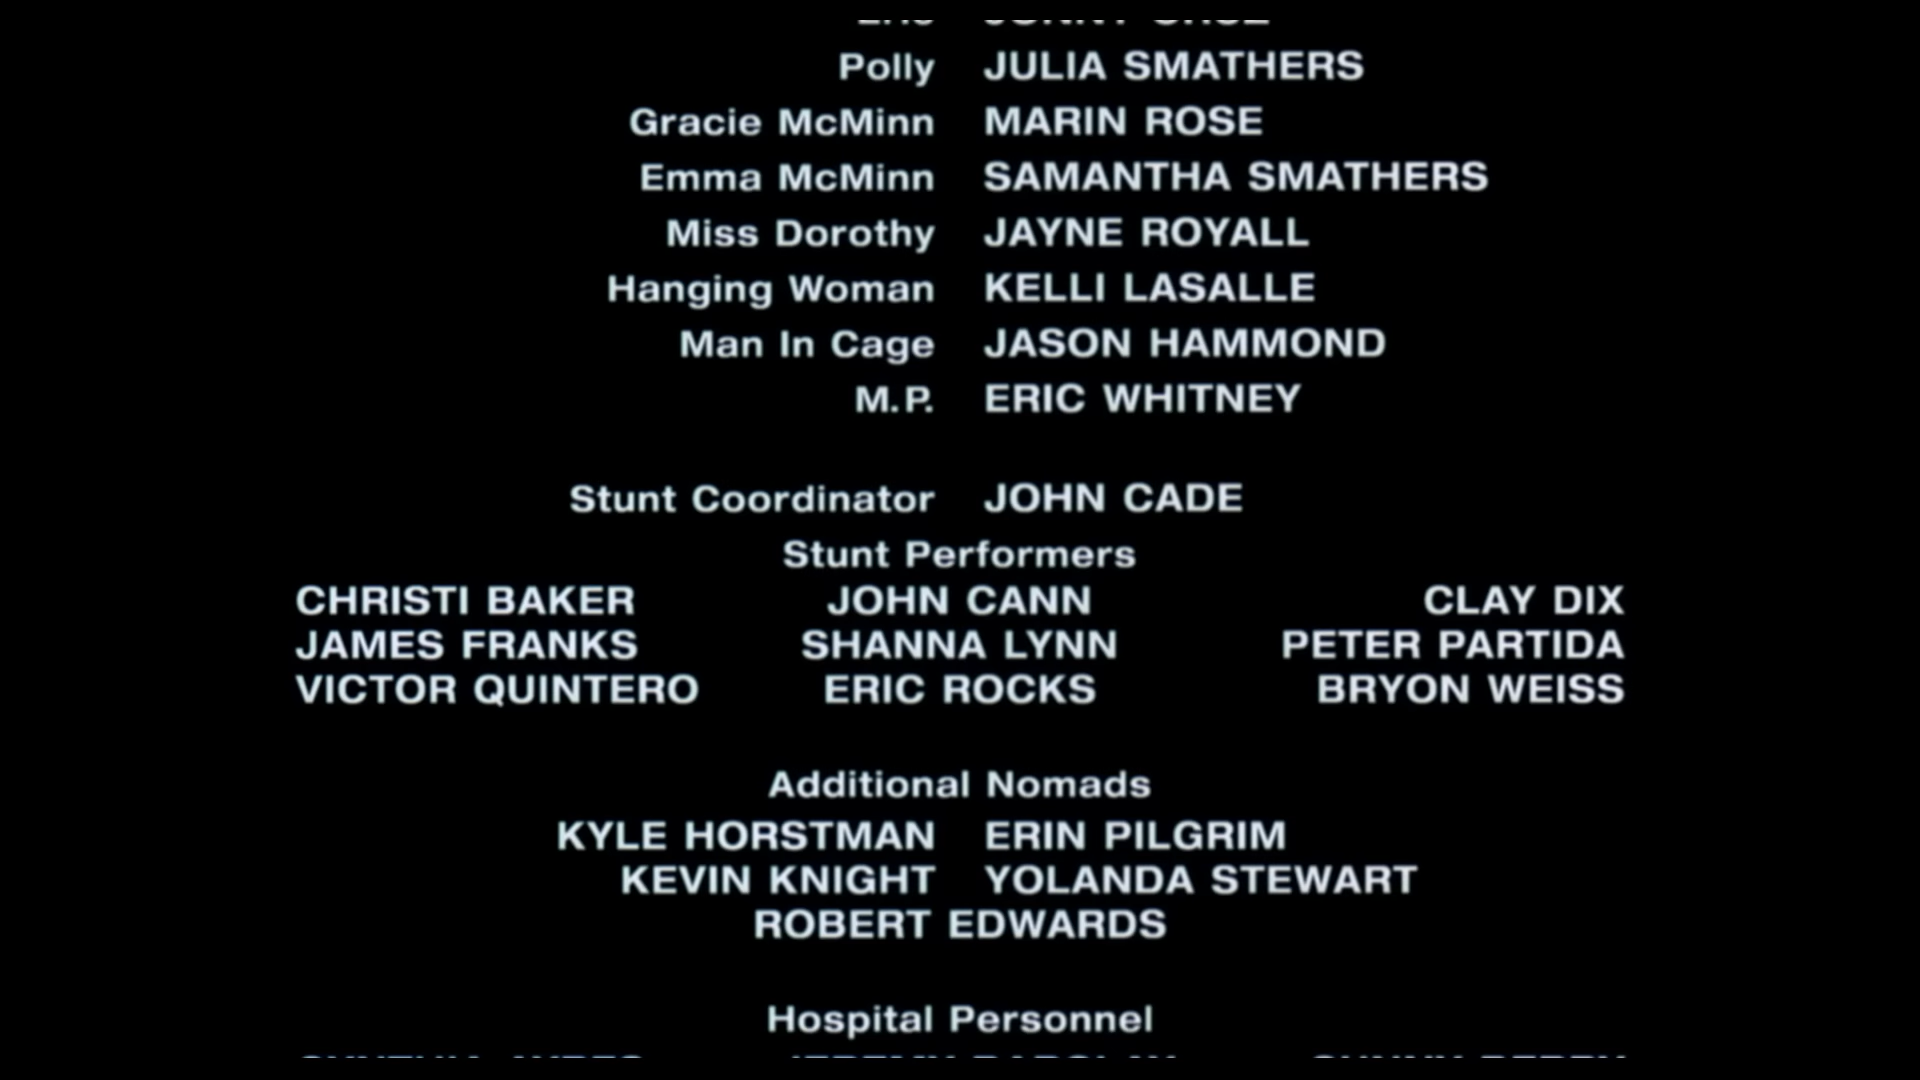 Polly JULIA SMATHERS
Gracie McMinn MARIN ROSE
Emma McMinn SAMANTHA SMATHERS
Miss Dorothy JAYNE ROYALL
Hanging Woman KELLI LASALLE
Man In Cage JASON HAMMOND
M.P. ERIC WHITNEY
Stunt Coordinator JOHN CADE
Stunt Performers
CHRISTI BAKER JOHN CANN CLAY DIX
JAMES FRANKS SHANNA LYNN PETER PARTIDA
VICTOR QUINTERO ERIC ROCKS BRYON WEISS
Additional Nomads
KYLE HORSTMAN ERIN PILGRIM
KEVIN KNIGHT YOLANDA STEWART
ROBERT EDWARDS
Hospital Personnel